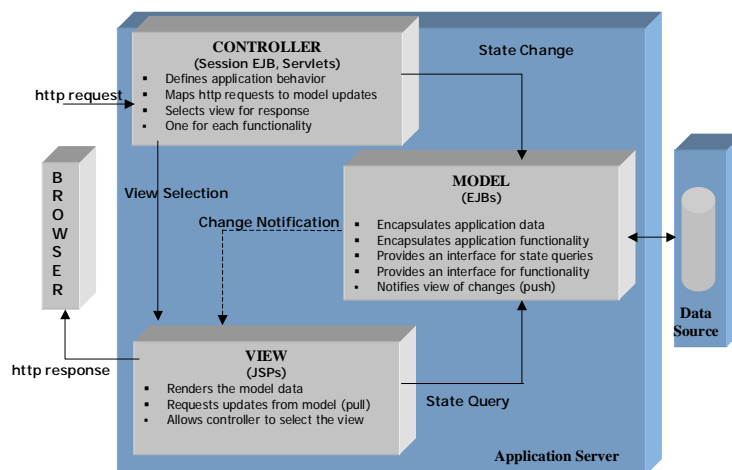 CONTROLLER
(Session EJB, Servlets)
▪ Defines application behavior
▪ Maps http requests to model updates
▪ Selects view for response
▪ One for each functionality
State Change
http request
B
R
O
W
S
E
R
View Selection
Change Notification
MODEL
(EJBs)
▪ Encapsulates application data
▪ Encapsulates application functionality
▪ Provides an interface for state queries
▪ Provides an interface for functionality
▪ Notifies view of changes (push)
Data
Source
http response
VIEW
(JSPs)
▪ Renders the model data
▪ Requests updates from model (pull)
▪ Allows controller to select the view
State Query
Application Server